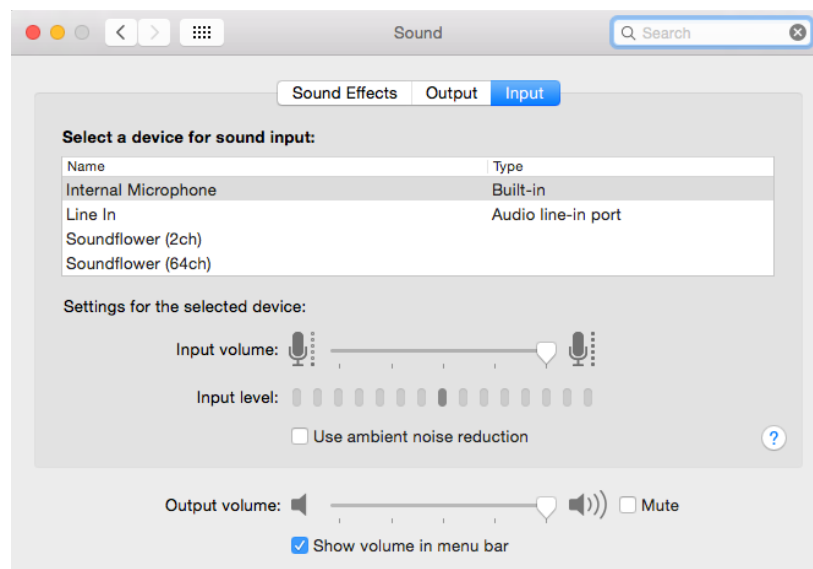 Sound
Search
Sound Effects Output Input
Select a device for sound input:
Name Type
Internal Microphone Built-in
Line In Audio line-in port
Soundflower (2ch)
Soundflower (64ch)
Settings for the selected device:
Input volume:
Input level:
Use ambient noise reduction
?
Output volume: Mute
Show volume in menu bar